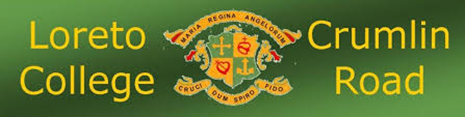 Loreto
College
MARIA REGINA ANGELORUM
CRUCI DUM SPIRO FIDO
Crumlin
Road